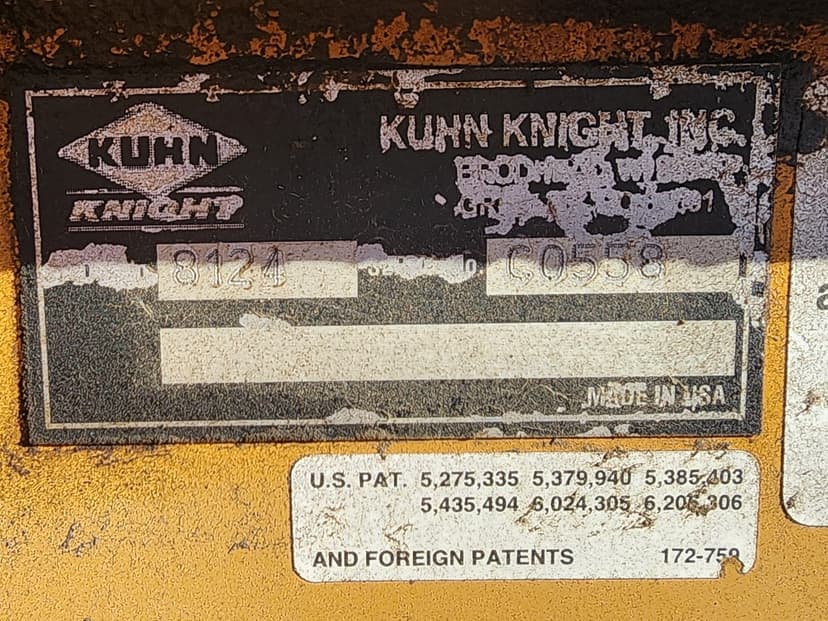 KUHN
KNIGHT
KUHN KNIGHT, INC.
8124
C0558
MADE IN USA
U.S. PAT. 5,275,335 5,379,940 5,385,403
5,435,494 6,024,305 6,206,306
AND FOREIGN PATENTS 172-759